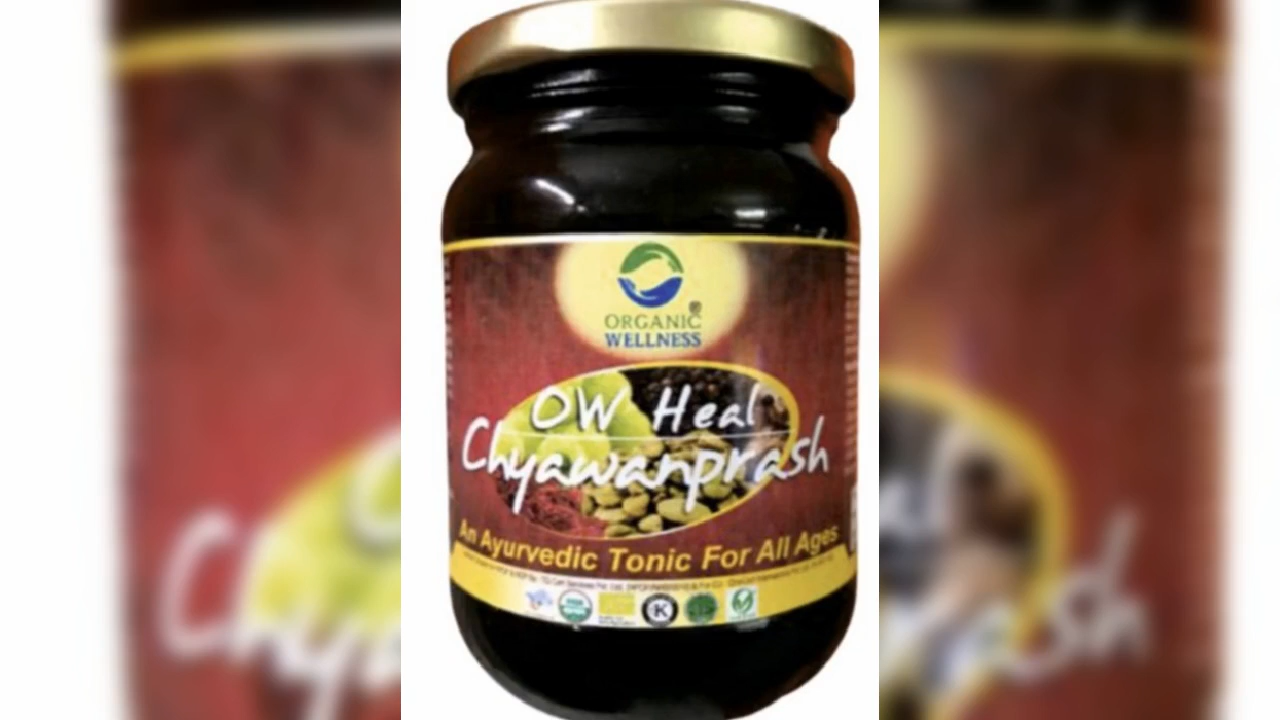 ORGANIC
WELLNESS
OW Heal
Chyawanprash
An Ayurvedic Tonic For All Ages
K